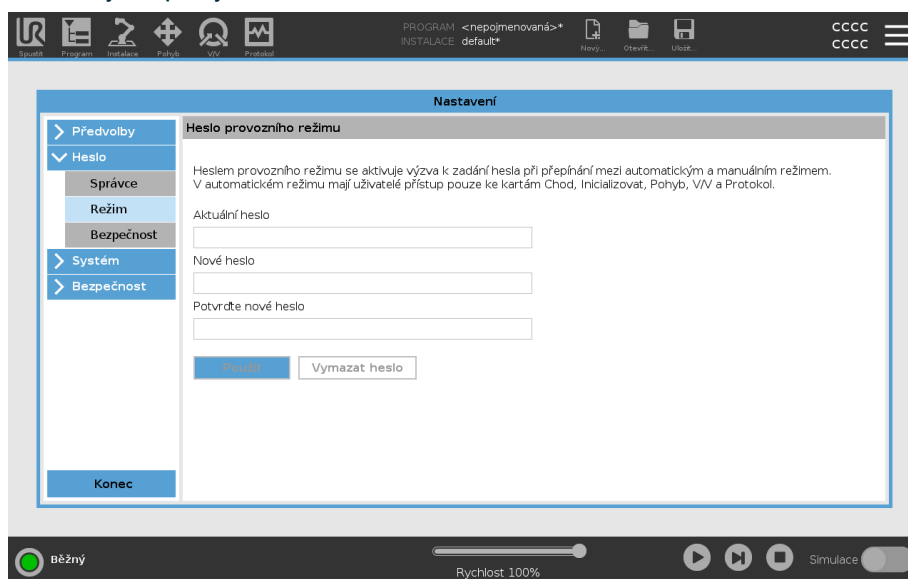 PROGRAM <nepojmenovaná>*
INSTALACE default*
CCCC
CCCC
Spustit Program Instalace Pohyb V/V Protokol Nový... Otevřít... Uložit...
Nastavení
Předvolby
Heslo
Správce
Režim
Bezpečnost
Systém
Bezpečnost
Konec
Heslo provozního režimu
Heslem provozního režimu se aktivuje výzva k zadání hesla při přepínání mezi automatickým a manuálním režimem.
V automatickém režimu mají uživatelé přístup pouze ke kartám Chod, Inicializovat, Pohyb, V/V a Protokol.
Aktuální heslo
Nové heslo
Potvrďte nové heslo
Použít Vymazat heslo
Běžný
Rychlost 100%
Simulace